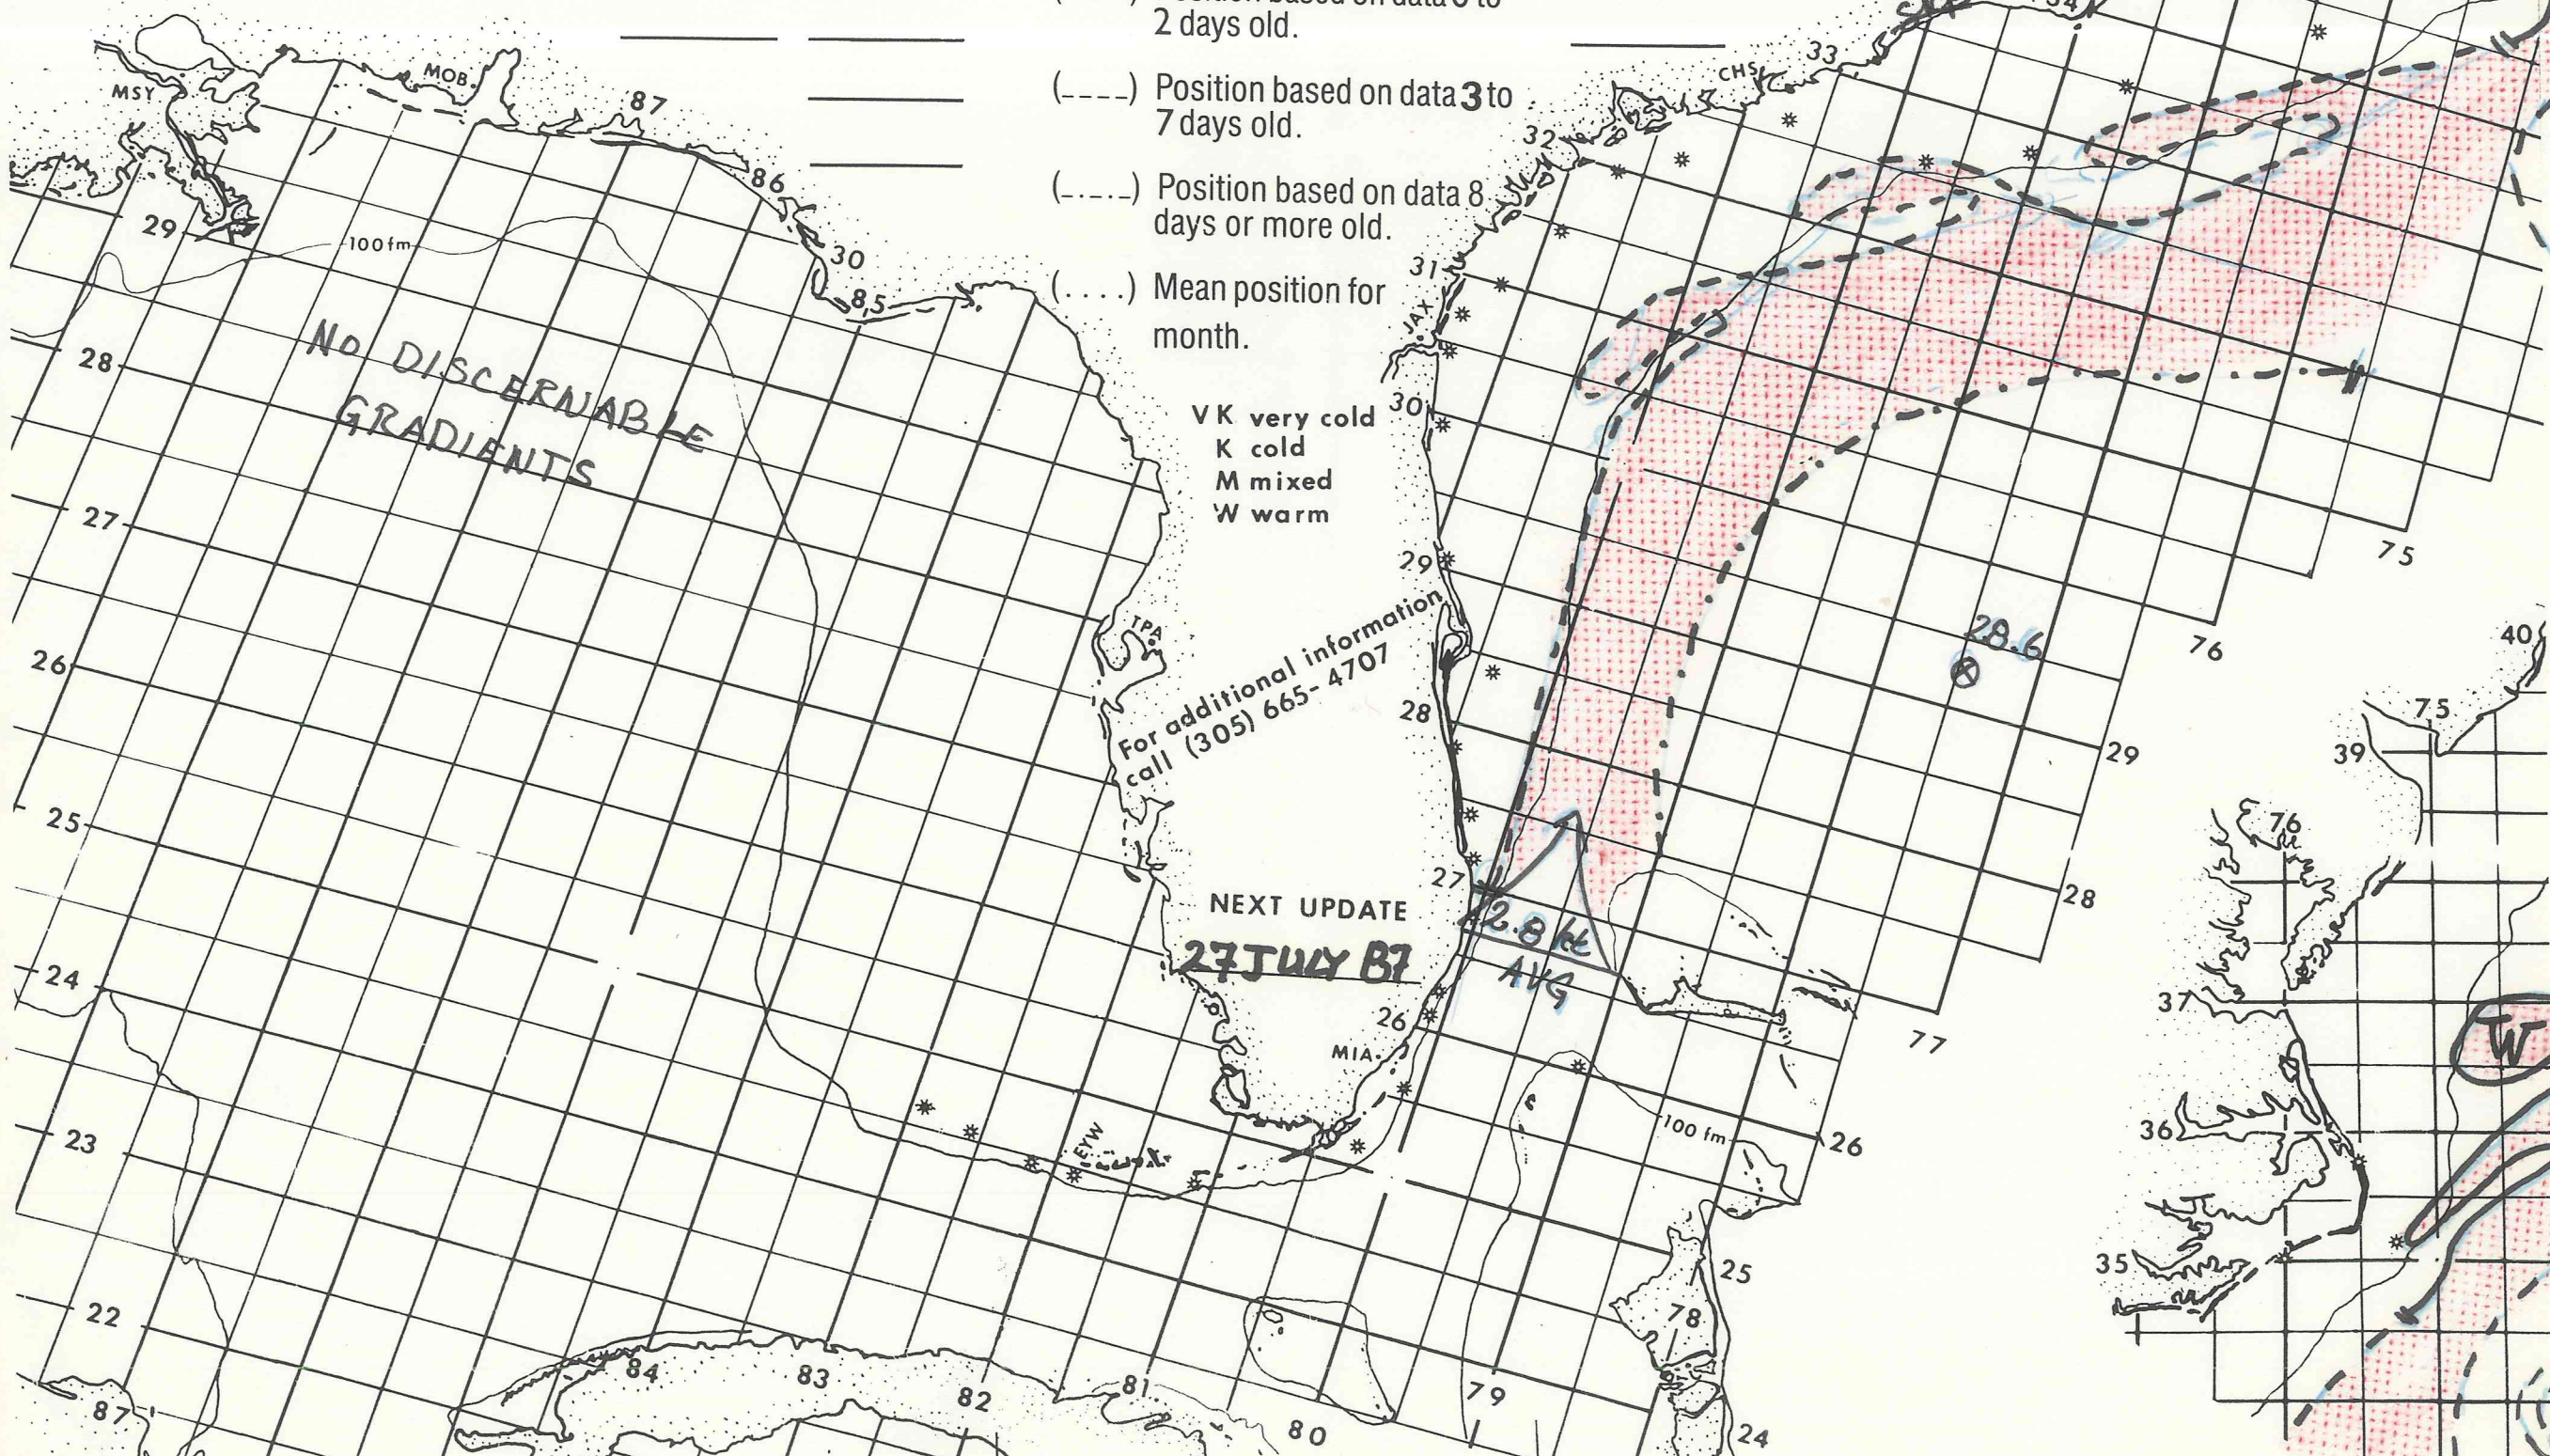 2 days old.
(----) Position based on data 3 to
7 days old.
(_._._) Position based on data 8
days or more old.
(....) Mean position for
month.
MSY
MOB.
87
86
30
85
29
100 fm
28
NO DISCERNABLE
GRADIENTS
27
26
25
24
23
22
87
84
83
82
81
80
79
78
VK very cold
K cold
M mixed
W warm
TPA
For additional information
call (305) 665-4707
NEXT UPDATE
27 JULY 87
MIA.
EYW
CHS
33
34
32
31
JAX
30
29
28
27
26
2.8 kt
AVG
28.6
75
76
29
28
77
100 fm
26
25
24
40
75
39
76
37
36
35
W